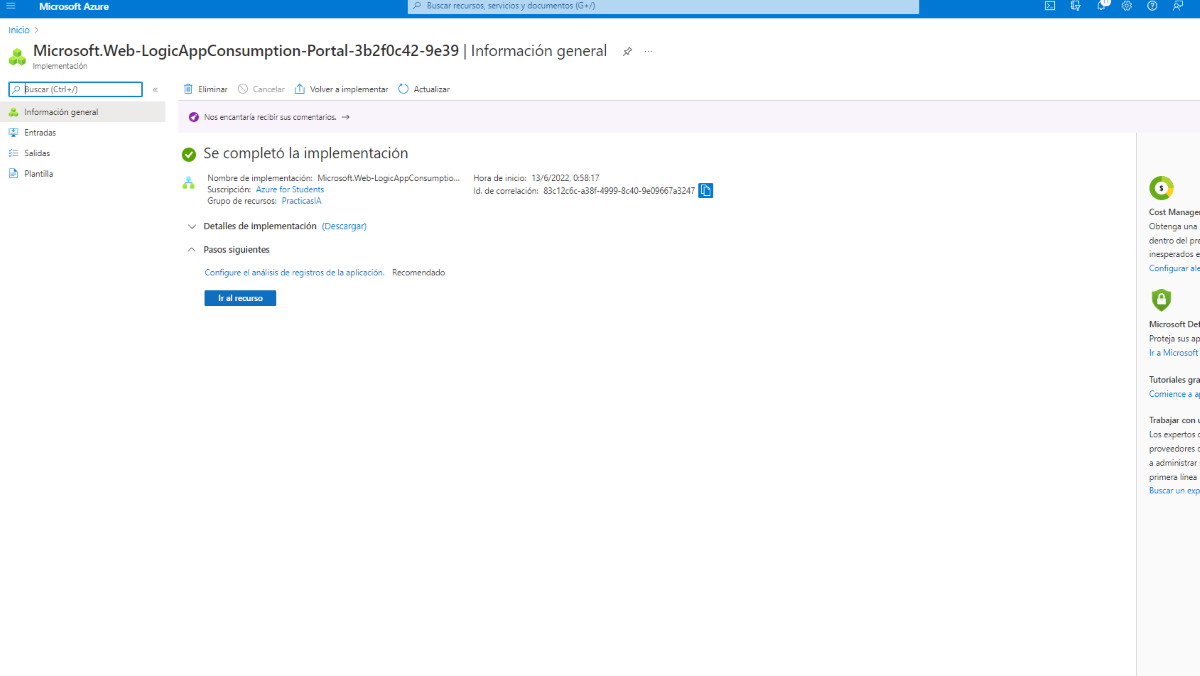 Microsoft Azure
Buscar recursos, servicios y documentos (G+/)
Inicio
Microsoft.Web-LogicAppConsumption-Portal-3b2f0c42-9e39 | Información general
Implementación
Buscar (Ctrl+/)
Eliminar
Cancelar
Volver a implementar
Actualizar
Información general
Entradas
Salidas
Plantilla
Nos encantaría recibir sus comentarios.
Se completó la implementación
Nombre de implementación: Microsoft.Web-LogicAppConsumptio...
Suscripción: Azure for Students
Grupo de recursos: PracticasIA
Hora de inicio: 13/6/2022, 0:58:17
Id. de correlación: 83c12c6c-a38f-4999-8c40-9e09667a3247
Detalles de implementación (Descargar)
Pasos siguientes
Configure el análisis de registros de la aplicación. Recomendado
Ir al recurso
Cost Manage
Obtenga una
dentro del pre
inesperados e
Configurar ale
Microsoft Def
Proteja sus ap
Ir a Microsoft
Tutoriales gra
Comience a a
Trabajar con u
Los expertos
proveedores
a administrar
primera línea
Buscar un exp